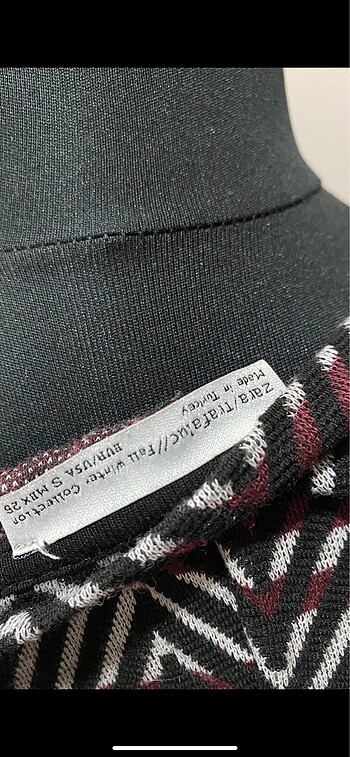 zara/Trafaluc//Fall Winter Collection
Made in Turkey
EUR/USA S MEX 26